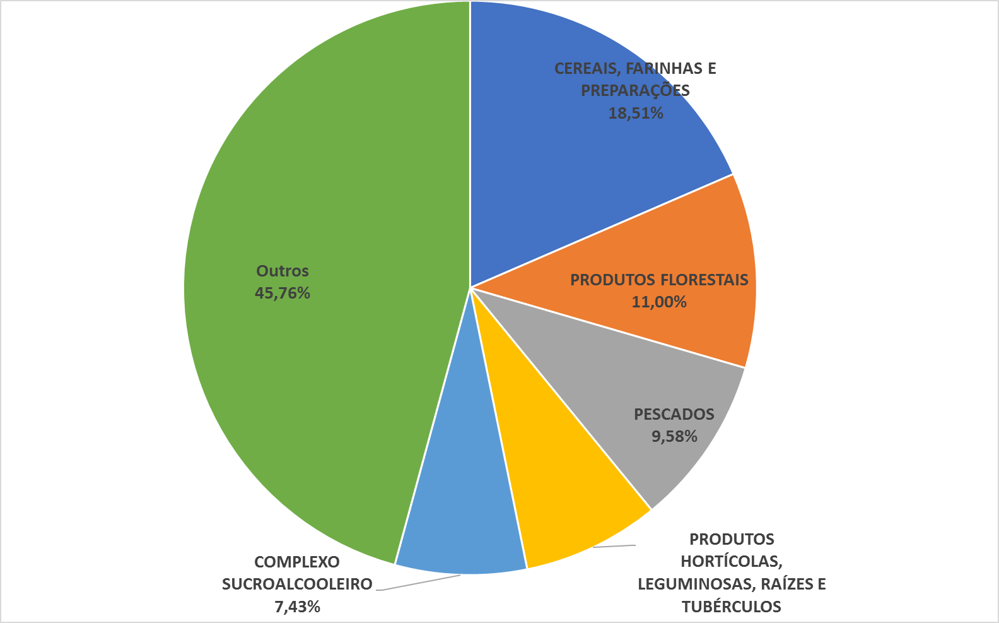 CEREAIS, FARINHAS E
PREPARAÇÕES
18,51%
PRODUTOS FLORESTAIS
11,00%
Outros
45,76%
PESCADOS
9,58%
PRODUTOS
HORTÍCOLAS,
LEGUMINOSAS, RAÍZES E
TUBÉRCULOS
COMPLEXO
SUCROALCOOLEIRO
7,43%